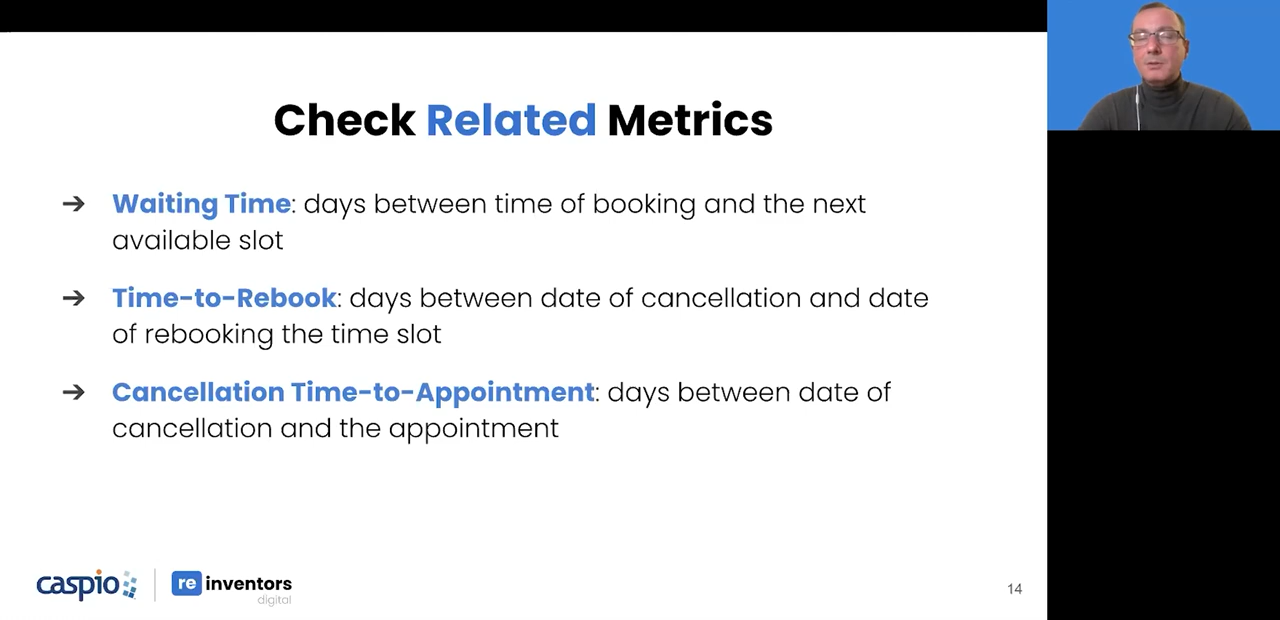 Check Related Metrics
➔ Waiting Time: days between time of booking and the next
available slot
➔ Time-to-Rebook: days between date of cancellation and date
of rebooking the time slot
➔ Cancellation Time-to-Appointment: days between date of
cancellation and the appointment
caspio
re inventors
digital
14